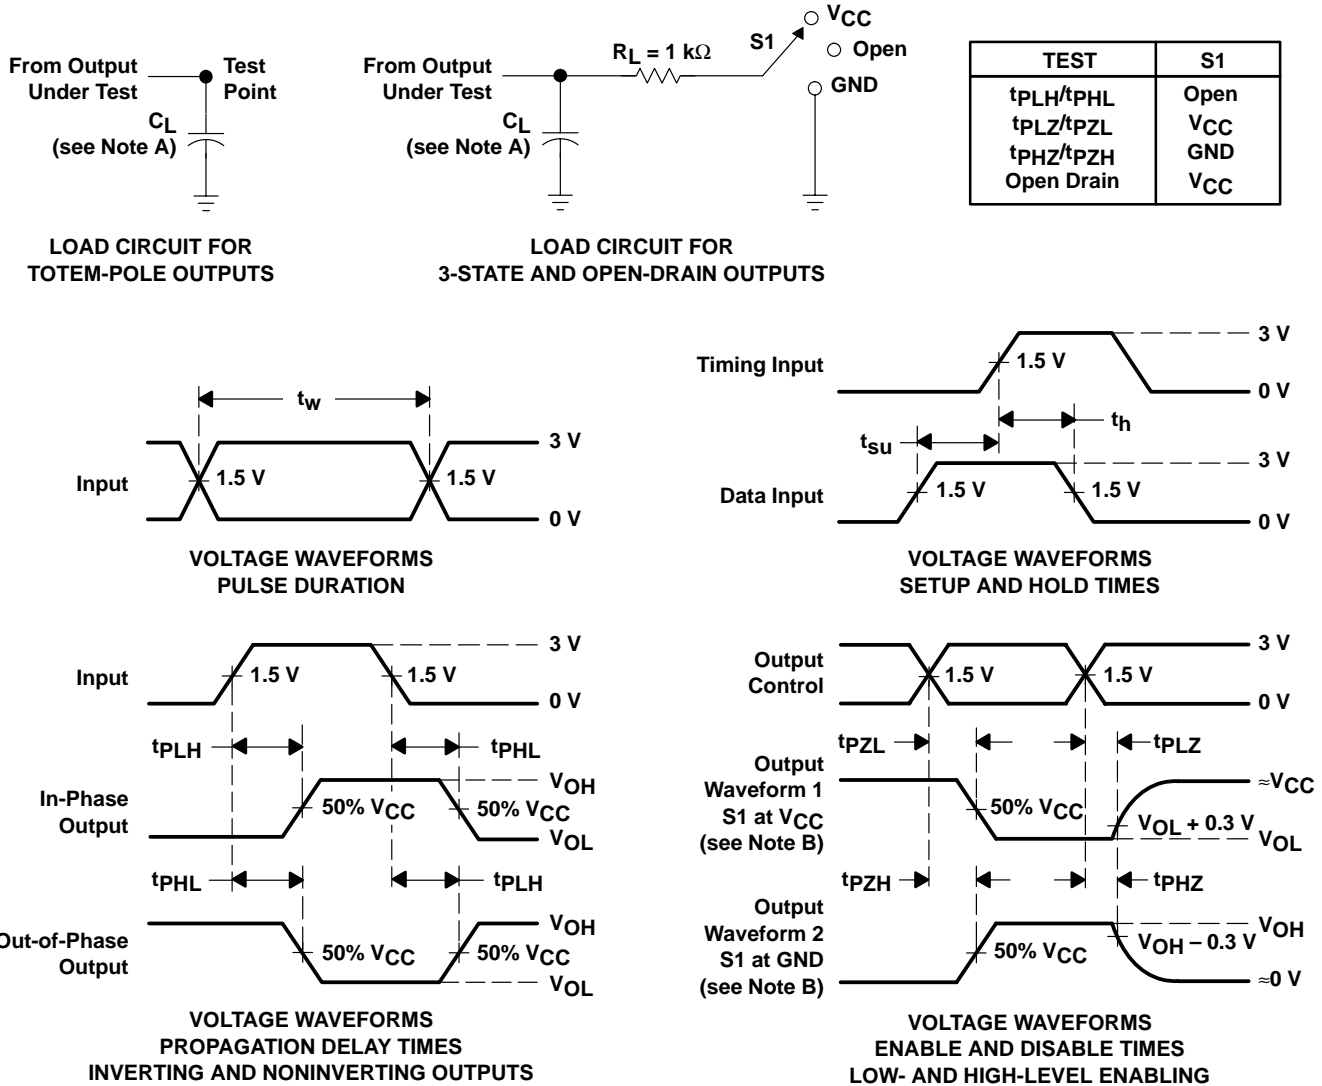 From Output
Under Test
Test
Point
CL
(see Note A)
LOAD CIRCUIT FOR
TOTEM-POLE OUTPUTS
From Output
Under Test
RL = 1 kΩ
S1
VCC
Open
GND
CL
(see Note A)
LOAD CIRCUIT FOR
3-STATE AND OPEN-DRAIN OUTPUTS
TEST S1
tPLH/tPHL Open
tPLZ/tPZL VCC
tPHZ/tPZH GND
Open Drain VCC
tw
Input
1.5 V
1.5 V
3 V
0 V
VOLTAGE WAVEFORMS
PULSE DURATION
Timing Input
1.5 V
3 V
0 V
tsu
th
Data Input
1.5 V
1.5 V
3 V
0 V
VOLTAGE WAVEFORMS
SETUP AND HOLD TIMES
Input
1.5 V
1.5 V
3 V
0 V
tPLH
tPHL
In-Phase
Output
50% VCC
50% VCC
VOH
VOL
tPHL
tPLH
Out-of-Phase
Output
50% VCC
50% VCC
VOH
VOL
VOLTAGE WAVEFORMS
PROPAGATION DELAY TIMES
INVERTING AND NONINVERTING OUTPUTS
Output
Control
1.5 V
1.5 V
3 V
0 V
tPZL
tPLZ
Output
Waveform 1
S1 at VCC
(see Note B)
50% VCC
VOL + 0.3 V
≈VCC
VOL
tPZH
tPHZ
Output
Waveform 2
S1 at GND
(see Note B)
50% VCC
VOH − 0.3 V
VOH
≈0 V
VOLTAGE WAVEFORMS
ENABLE AND DISABLE TIMES
LOW- AND HIGH-LEVEL ENABLING